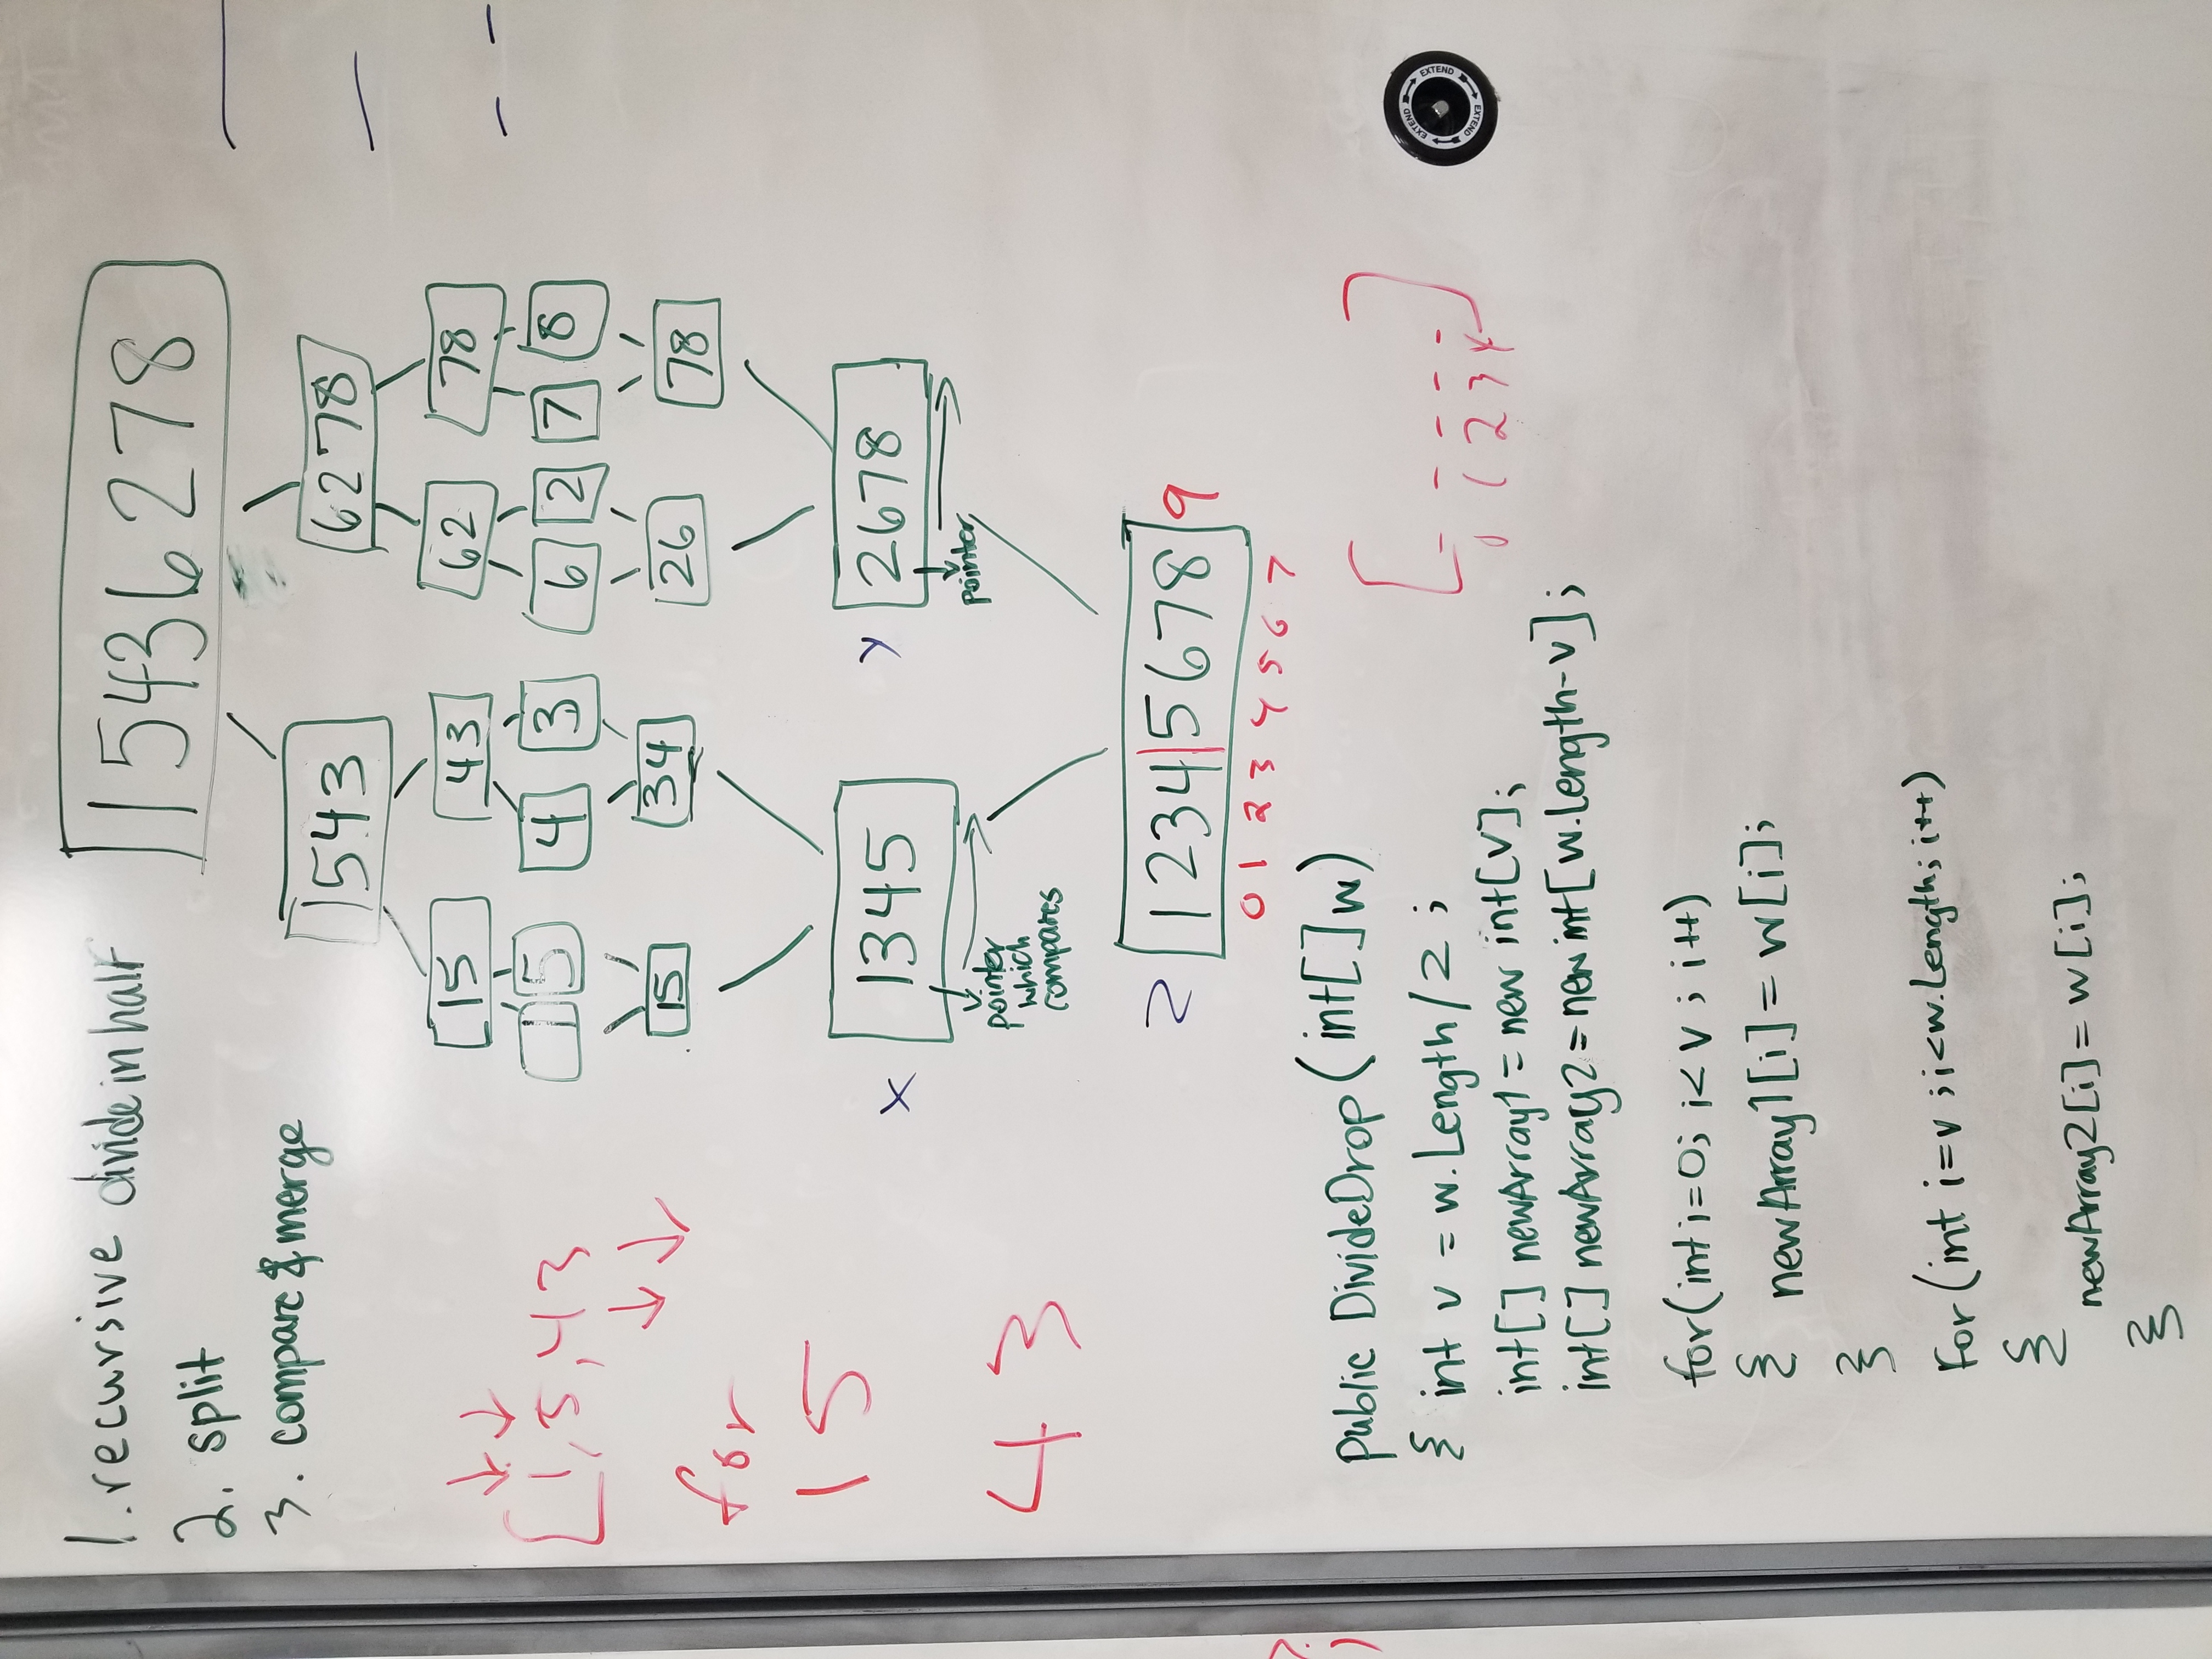 1. recursive divide in half
2. split
3. compare & merge
15436278
1543 6278
15 43 62 78
1 5 4 3 6 2 7 8
15 34 26 78
[1,5,43
for
15
43
x 1345 y 2678
pointer
which
compares
pointer
z 1234|5678 9
0 1 2 3 4 5 6 7
public DivideDrop(int[]w)
{ int v = w.Length/2 ;
int[] newArray1 = new int[v];
int[] newArray2 = new int[w.Length-v];
for(int i=0; i<v ; i++)
{ newArray1[i] = w[i];
}
For(int i=v ;i<w.Length; i++)
{
newArray2[i] = w[i];
}
[_ _ _ _ _]
0 1 2 3 4
EXTEND EXTEND EXTEND EXTEND